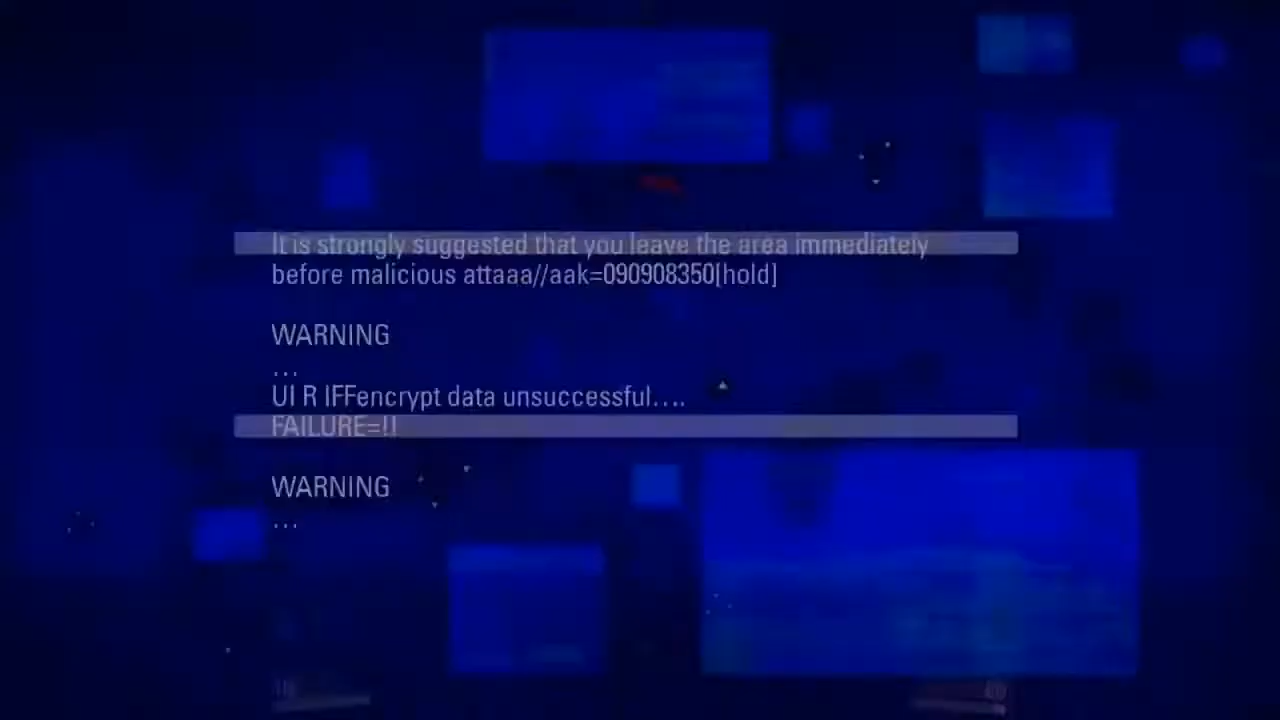 It is strongly suggested that you leave the area immediately
before malicious attaaa//aak=090908350[hold]
WARNING
...
UI R IFFencrypt data unsuccessful....
FAILURE=!!
WARNING
...